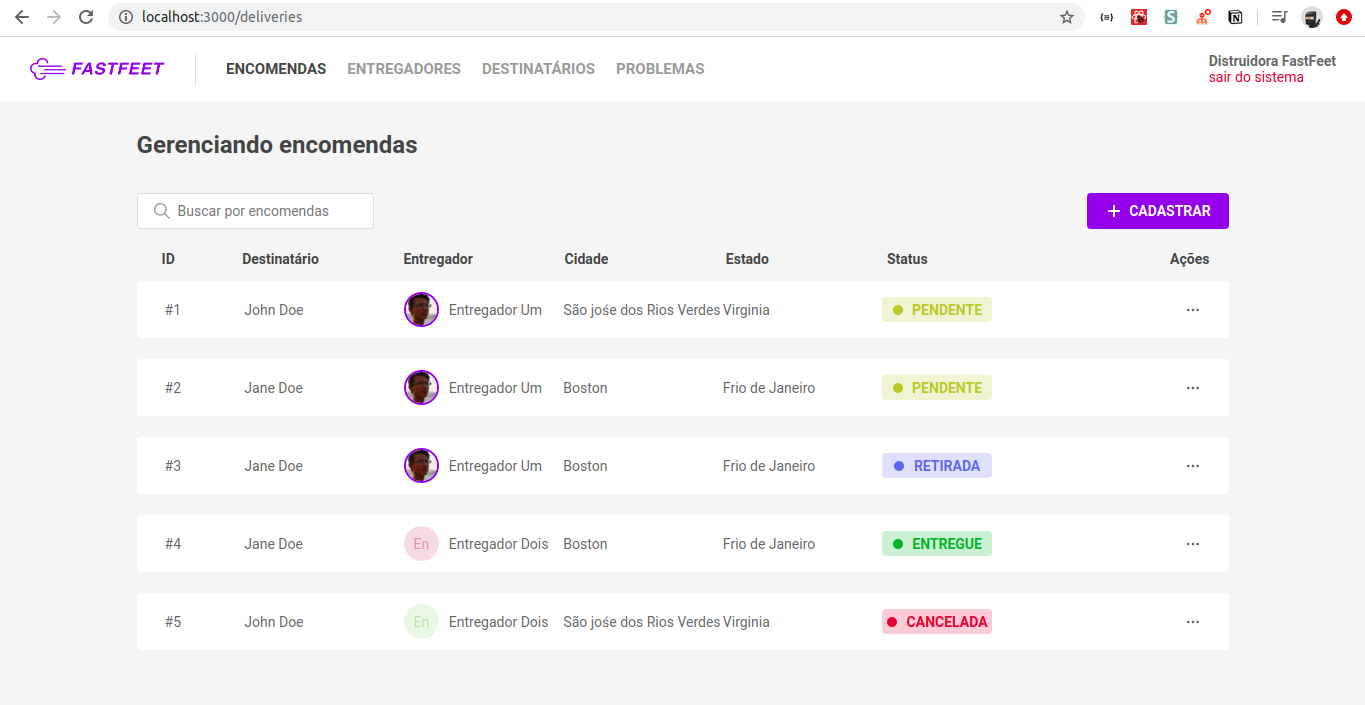 localhost:3000/deliveries
FASTFEET
ENCOMENDAS ENTREGADORES DESTINATÁRIOS PROBLEMAS
Distruidora FastFeet
sair do sistema
Gerenciando encomendas
Buscar por encomendas
+ CADASTRAR
ID Destinatário Entregador Cidade Estado Status Ações
#1 John Doe Entregador Um São jośe dos Rios Verdes Virginia PENDENTE ...
#2 Jane Doe Entregador Um Boston Frio de Janeiro PENDENTE ...
#3 Jane Doe Entregador Um Boston Frio de Janeiro RETIRADA ...
#4 Jane Doe En Entregador Dois Boston Frio de Janeiro ENTREGUE ...
#5 John Doe En Entregador Dois São jośe dos Rios Verdes Virginia CANCELADA ...